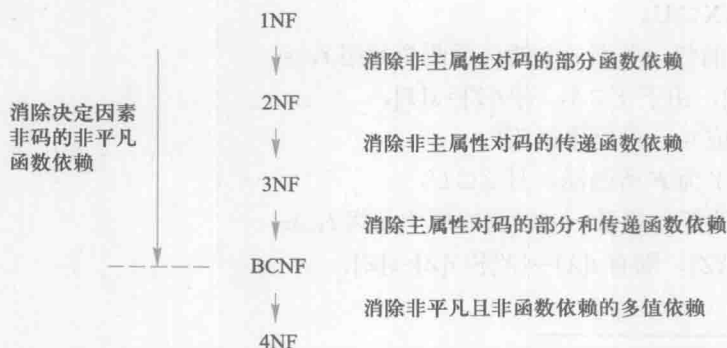 1NF
消除非主属性对码的部分函数依赖
2NF
消除决定因素
非码的非平凡
函数依赖
消除非主属性对码的传递函数依赖
3NF
消除主属性对码的部分和传递函数依赖
BCNF
消除非平凡且非函数依赖的多值依赖
4NF